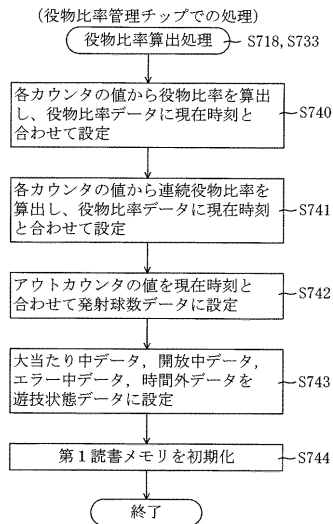 (役物比率管理チップでの処理)
役物比率算出処理
S718, S733
各カウンタの値から役物比率を算出
し、役物比率データに現在時刻と
合わせて設定
S740
各カウンタの値から連続役物比率を
算出し、役物比率データに現在時刻
と合わせて設定
S741
アウトカウンタの値を現在時刻と
合わせて発射球数データに設定
S742
大当たり中データ，開放中データ，
エラー中データ，時間外データを
遊技状態データに設定
S743
第1読書メモリを初期化
S744
終了